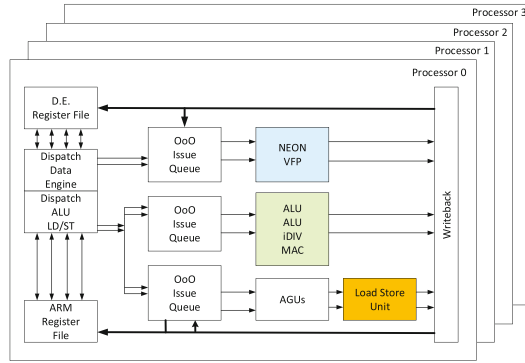 Processor 3
Processor 2
Processor 1
Processor 0
D.E.
Register File
Dispatch
Data
Engine
Dispatch
ALU
LD/ST
ARM
Register
File
OoO
Issue
Queue
NEON
VFP
OoO
Issue
Queue
ALU
ALU
iDIV
MAC
OoO
Issue
Queue
AGUs
Load Store
Unit
Writeback